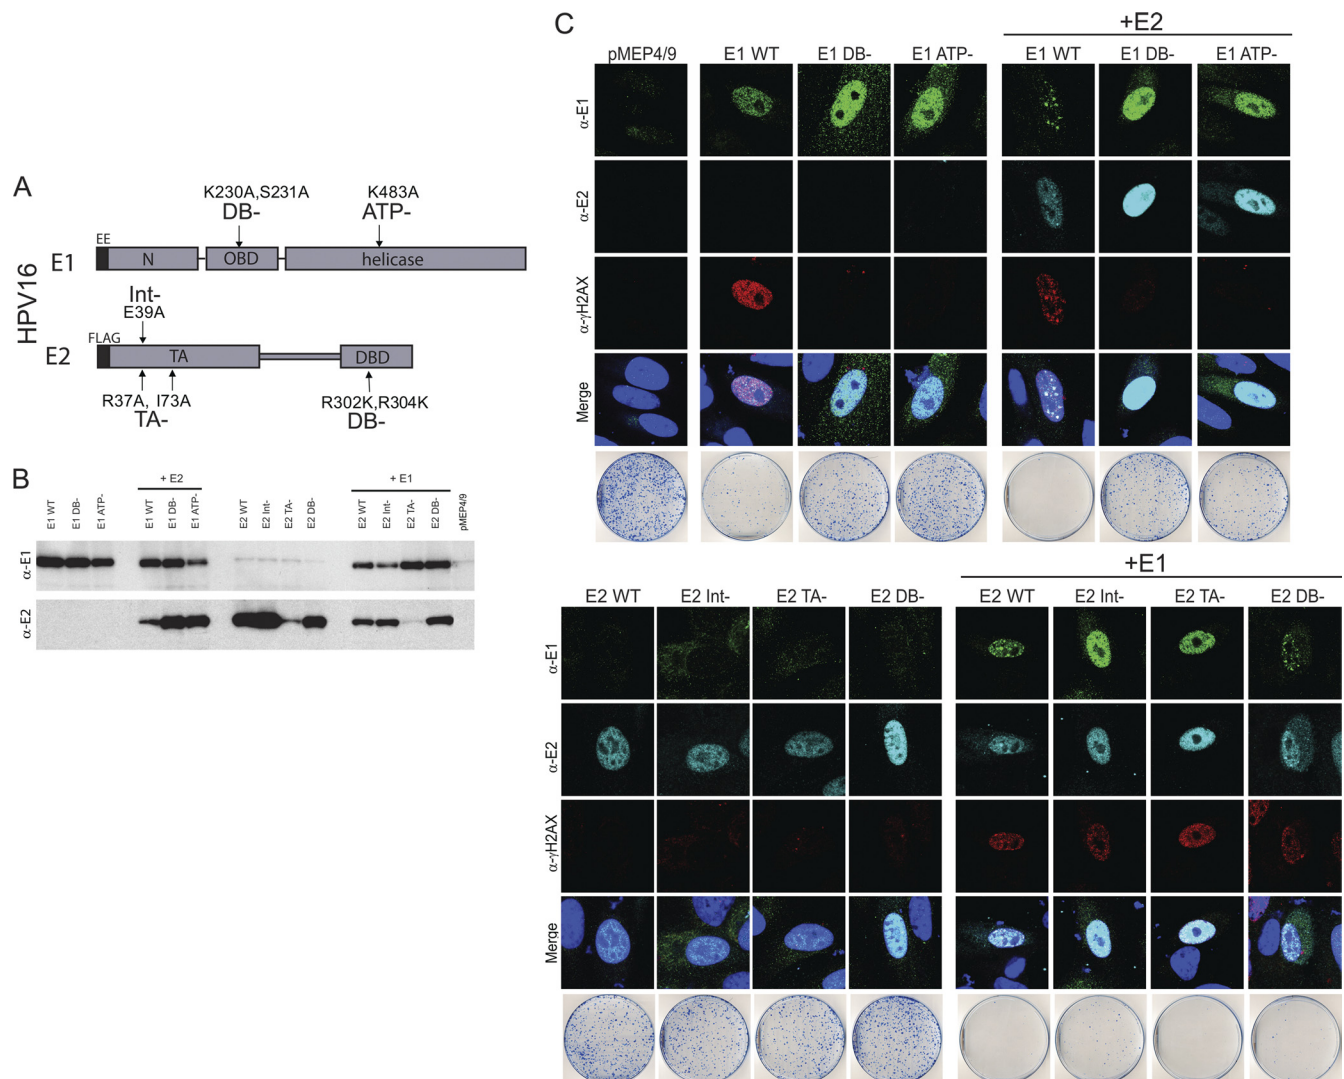 A
HPV16
K230A,S231A
DB-
K483A
ATP-
EE
E1
N
OBD
helicase
Int-
E39A
FLAG
E2
TA
DBD
R37A, I73A
TA-
R302K,R304K
DB-
B
+ E2
+ E1
E1 WT
E1 DB-
E1 ATP-
E1 WT
E1 DB-
E1 ATP-
E2 WT
E2 Int-
E2 TA-
E2 DB-
E2 WT
E2 Int-
E2 TA-
E2 DB-
pMEP4/9
α-E1
α-E2
C
+E2
pMEP4/9 E1 WT E1 DB- E1 ATP- E1 WT E1 DB- E1 ATP-
α-E1
α-E2
α-γH2AX
Merge
+E1
E2 WT E2 Int- E2 TA- E2 DB- E2 WT E2 Int- E2 TA- E2 DB-
α-E1
α-E2
α-γH2AX
Merge